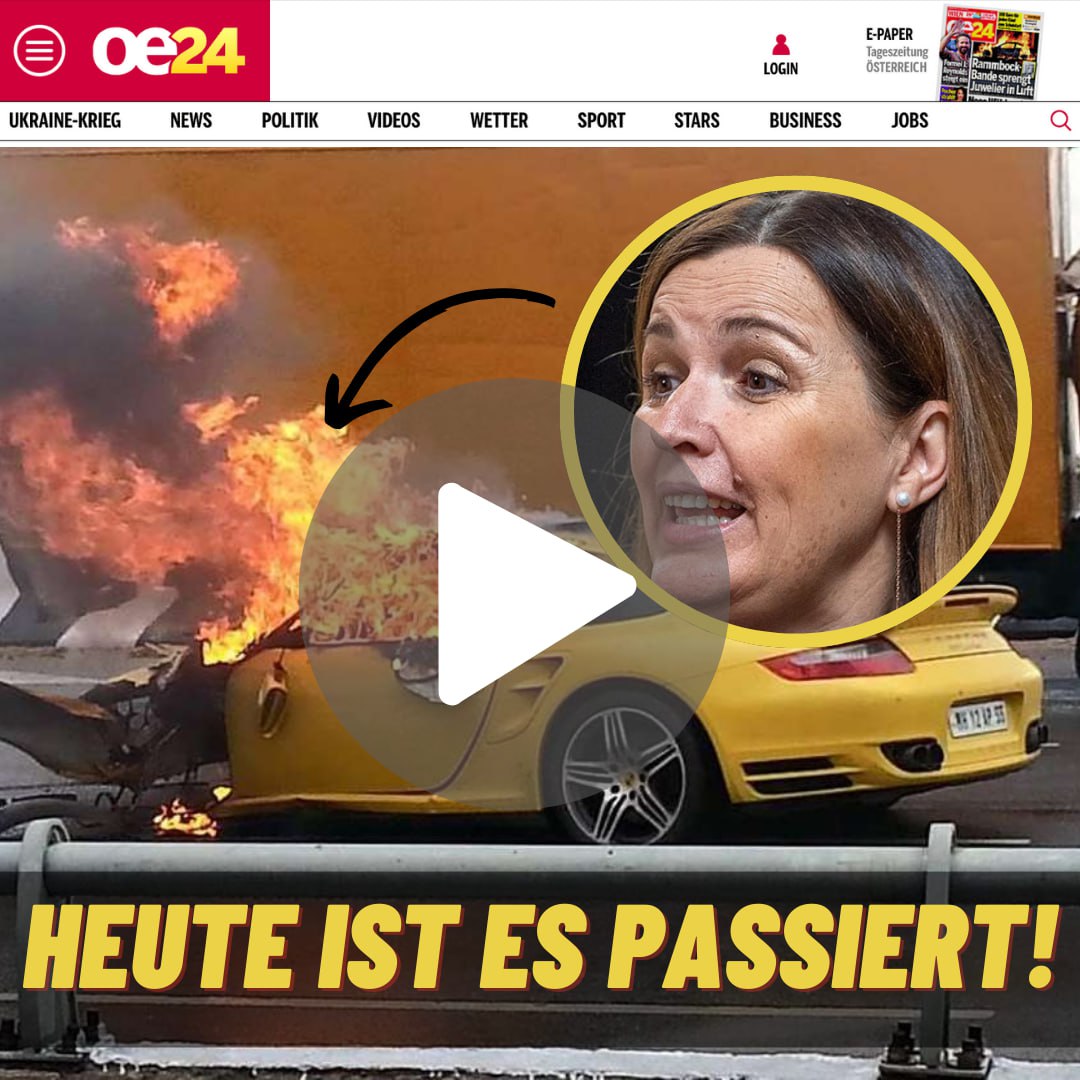 oe24
LOGIN
E-PAPER
Tageszeitung
ÖSTERREICH
oe24
Rammbock-
Bande sprengt
Juwelier in Luft
UKRAINE-KRIEG NEWS POLITIK VIDEOS WETTER SPORT STARS BUSINESS JOBS
HEUTE IST ES PASSIERT!